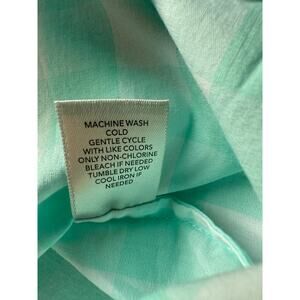 MACHINE WASH
COLD
GENTLE CYCLE
WITH LIKE COLORS
ONLY NON-CHLORINE
BLEACH IF NEEDED
TUMBLE DRY LOW
COOL IRON IF
NEEDED